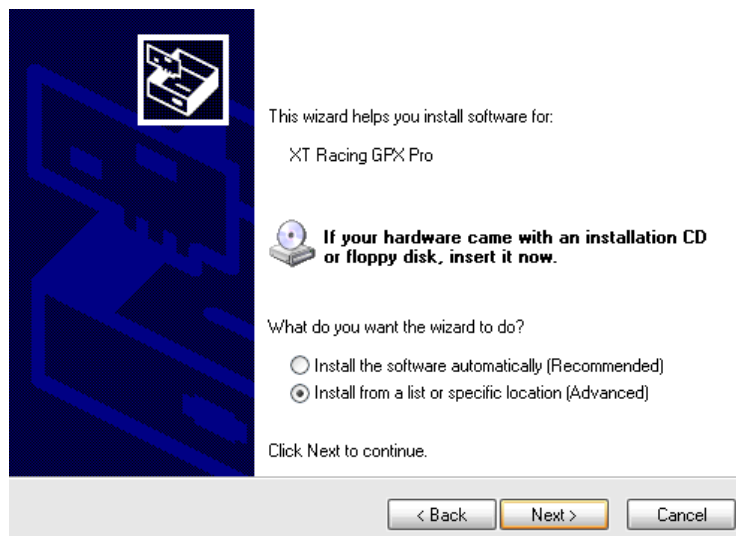 This wizard helps you install software for:
XT Racing GPX Pro
If your hardware came with an installation CD
or floppy disk, insert it now.
What do you want the wizard to do?
Install the software automatically (Recommended)
Install from a list or specific location (Advanced)
Click Next to continue.
< Back
Next >
Cancel